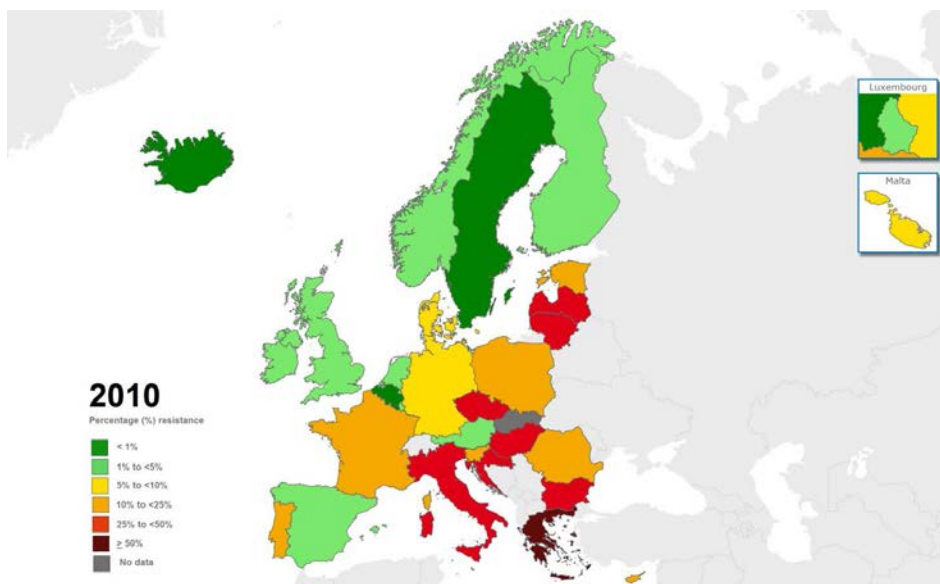 Luxembourg
Malta
2010
Percentage (%) resistance
< 1%
1% to <5%
5% to <10%
10% to <25%
25% to <50%
≥ 50%
No data